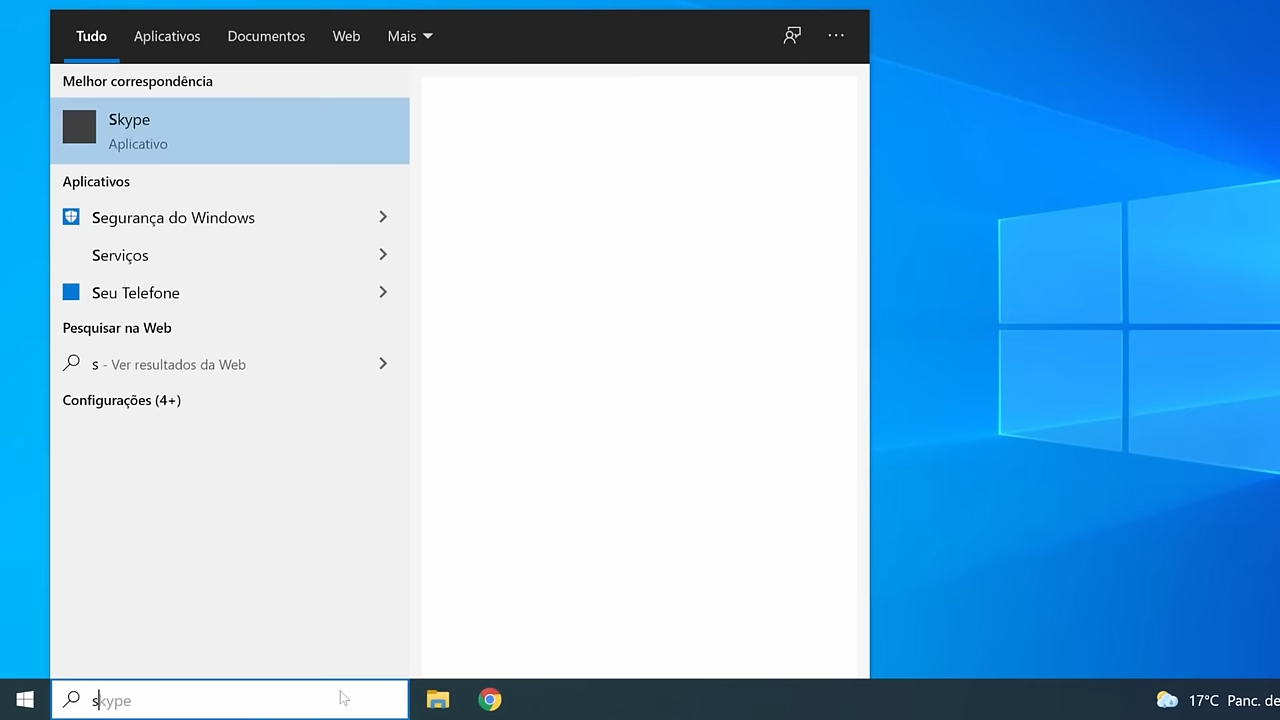 Tudo Aplicativos Documentos Web Mais
Melhor correspondência
Skype
Aplicativo
Aplicativos
Segurança do Windows
Serviços
Seu Telefone
Pesquisar na Web
s - Ver resultados da Web
Configurações (4+)
skype
17°C Panc. de